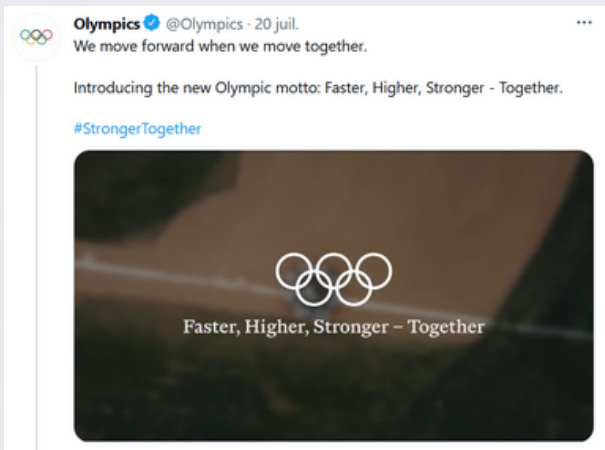 Olympics @Olympics · 20 juil.
We move forward when we move together.
Introducing the new Olympic motto: Faster, Higher, Stronger - Together.
#StrongerTogether
Faster, Higher, Stronger – Together